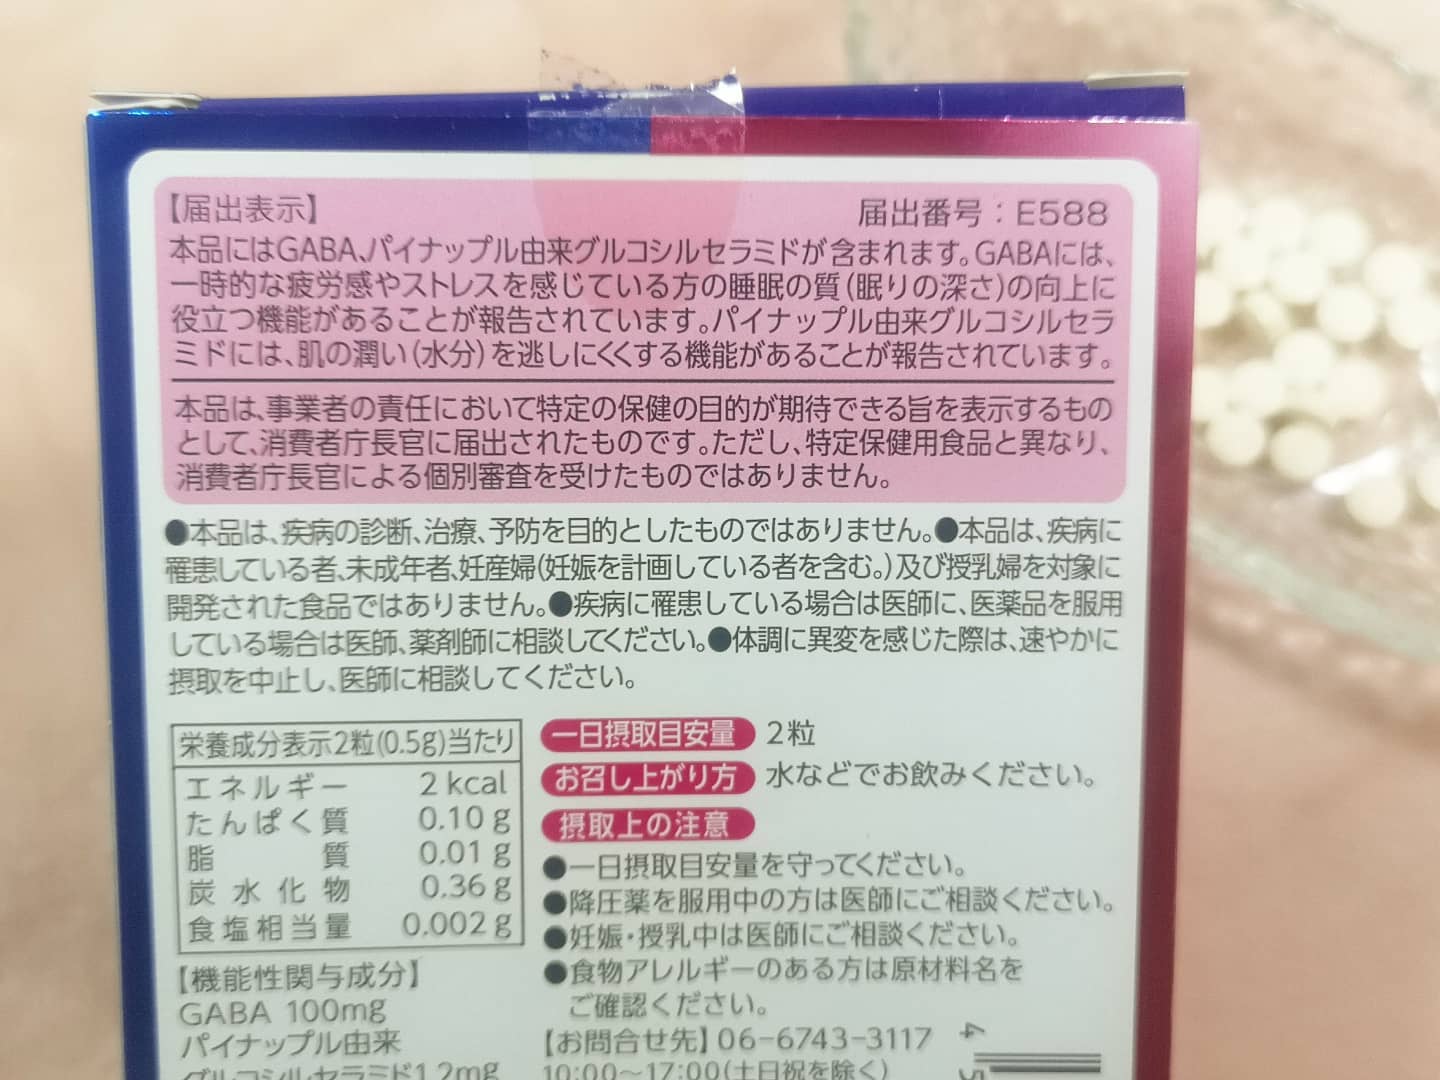 【届出表示】 届出番号：E588
本品にはGABA、パイナップル由来グルコシルセラミドが含まれます。GABAには、
一時的な疲労感やストレスを感じている方の睡眠の質(眠りの深さ)の向上に
役立つ機能があることが報告されています。パイナップル由来グルコシルセラ
ミドには、肌の潤い(水分)を逃しにくくする機能があることが報告されています。
本品は、事業者の責任において特定の保健の目的が期待できる旨を表示するもの
として、消費者庁長官に届出されたものです。ただし、特定保健用食品と異なり、
消費者庁長官による個別審査を受けたものではありません。
●本品は、疾病の診断、治療、予防を目的としたものではありません。●本品は、疾病に
罹患している者、未成年者、妊産婦(妊娠を計画している者を含む。)及び授乳婦を対象に
開発された食品ではありません。●疾病に罹患している場合は医師に、医薬品を服用
している場合は医師、薬剤師に相談してください。●体調に異変を感じた際は、速やかに
摂取を中止し、医師に相談してください。
栄養成分表示2粒(0.5g)当たり
エネルギー 2 kcal
たんぱく質 0.10 g
脂質 0.01 g
炭水化物 0.36 g
食塩相当量 0.002 g
【機能性関与成分】
GABA 100mg
パイナップル由来
グルコシルセラミド1.2mg
一日摂取目安量 2粒
お召し上がり方 水などでお飲みください。
摂取上の注意
●一日摂取目安量を守ってください。
●降圧薬を服用中の方は医師にご相談ください。
●妊娠・授乳中は医師にご相談ください。
●食物アレルギーのある方は原材料名を
ご確認ください。
【お問合せ先】06-6743-3117
10:00〜17:00(土日祝を除く)
4